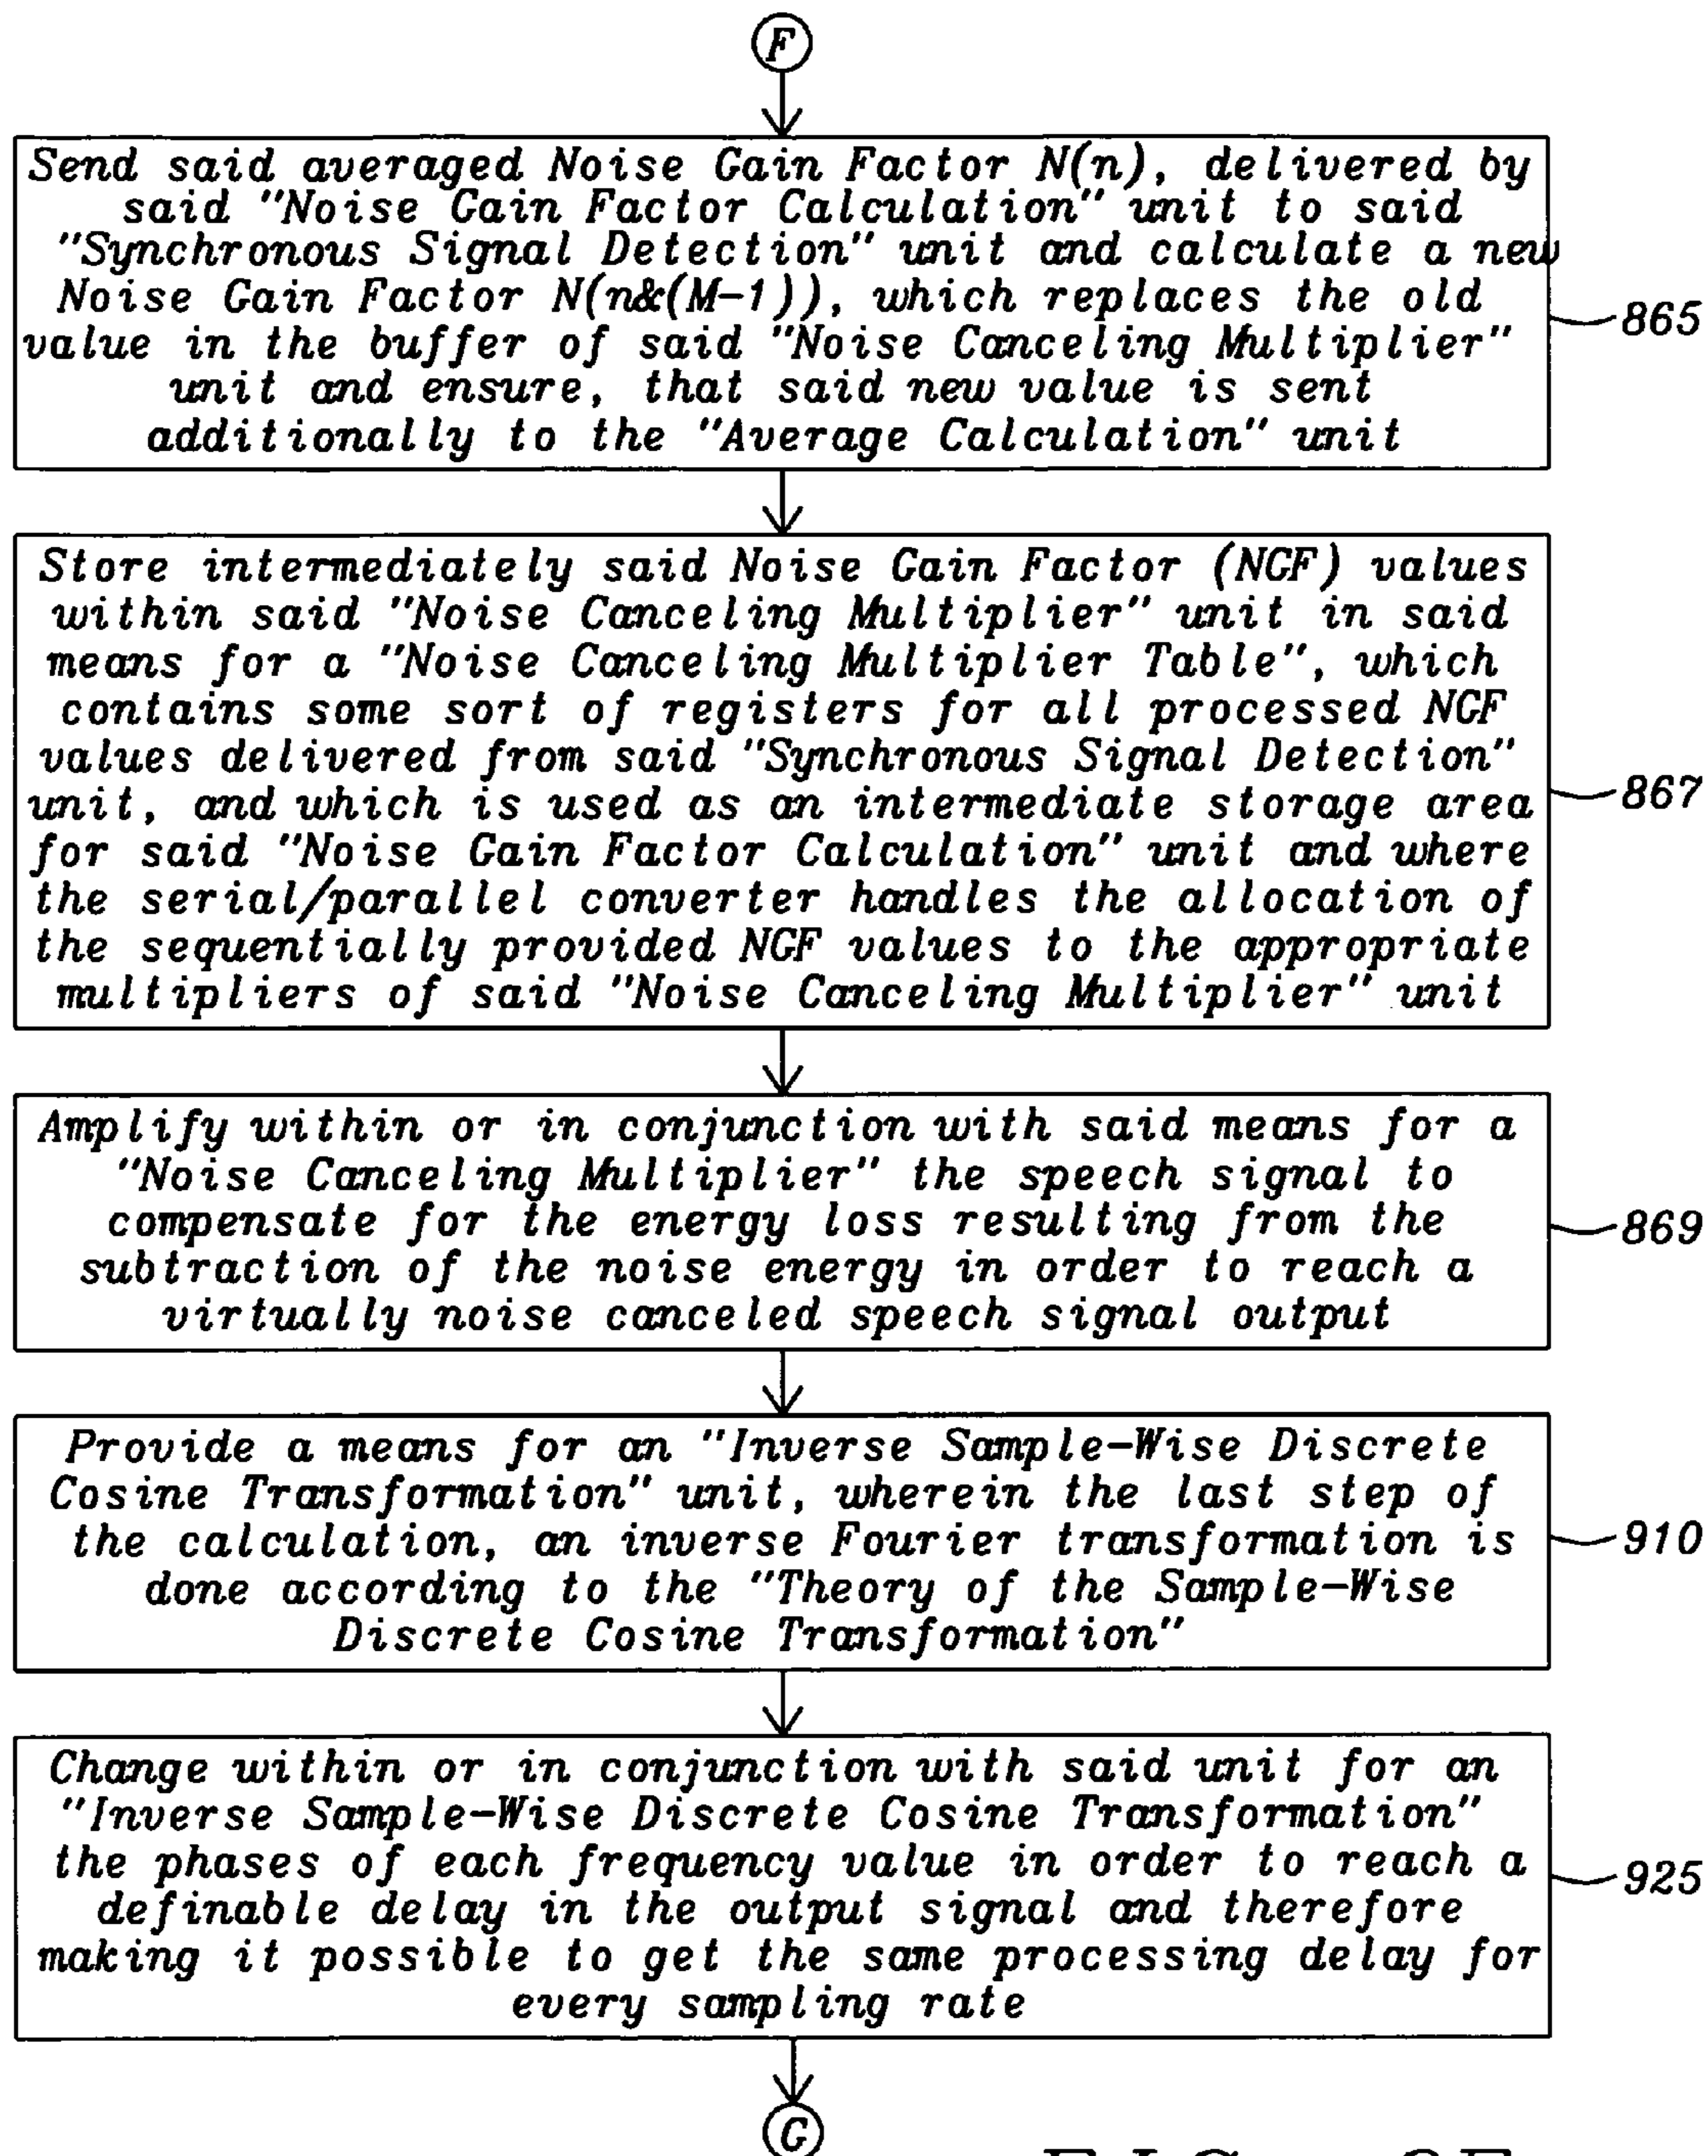 F
Send said averaged Noise Gain Factor N(n), delivered by
said "Noise Gain Factor Calculation" unit to said
"Synchronous Signal Detection" unit and calculate a new
Noise Gain Factor N(n&(M-1)), which replaces the old
value in the buffer of said "Noise Canceling Multiplier"
unit and ensure, that said new value is sent
additionally to the "Average Calculation" unit
865
Store intermediately said Noise Gain Factor (NGF) values
within said "Noise Canceling Multiplier" unit in said
means for a "Noise Canceling Multiplier Table", which
contains some sort of registers for all processed NGF
values delivered from said "Synchronous Signal Detection"
unit, and which is used as an intermediate storage area
for said "Noise Gain Factor Calculation" unit and where
the serial/parallel converter handles the allocation of
the sequentially provided NGF values to the appropriate
multipliers of said "Noise Canceling Multiplier" unit
867
Amplify within or in conjunction with said means for a
"Noise Canceling Multiplier" the speech signal to
compensate for the energy loss resulting from the
subtraction of the noise energy in order to reach a
virtually noise canceled speech signal output
869
Provide a means for an "Inverse Sample-Wise Discrete
Cosine Transformation" unit, wherein the last step of
the calculation, an inverse Fourier transformation is
done according to the "Theory of the Sample-Wise
Discrete Cosine Transformation"
910
Change within or in conjunction with said unit for an
"Inverse Sample-Wise Discrete Cosine Transformation"
the phases of each frequency value in order to reach a
definable delay in the output signal and therefore
making it possible to get the same processing delay for
every sampling rate
925
G